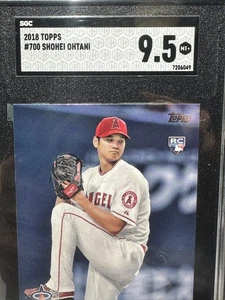 SGC
2018 TOPPS
#700 SHOHEI OHTANI
9.5
MT+
7206049
Topps
RC
A
ANGEL